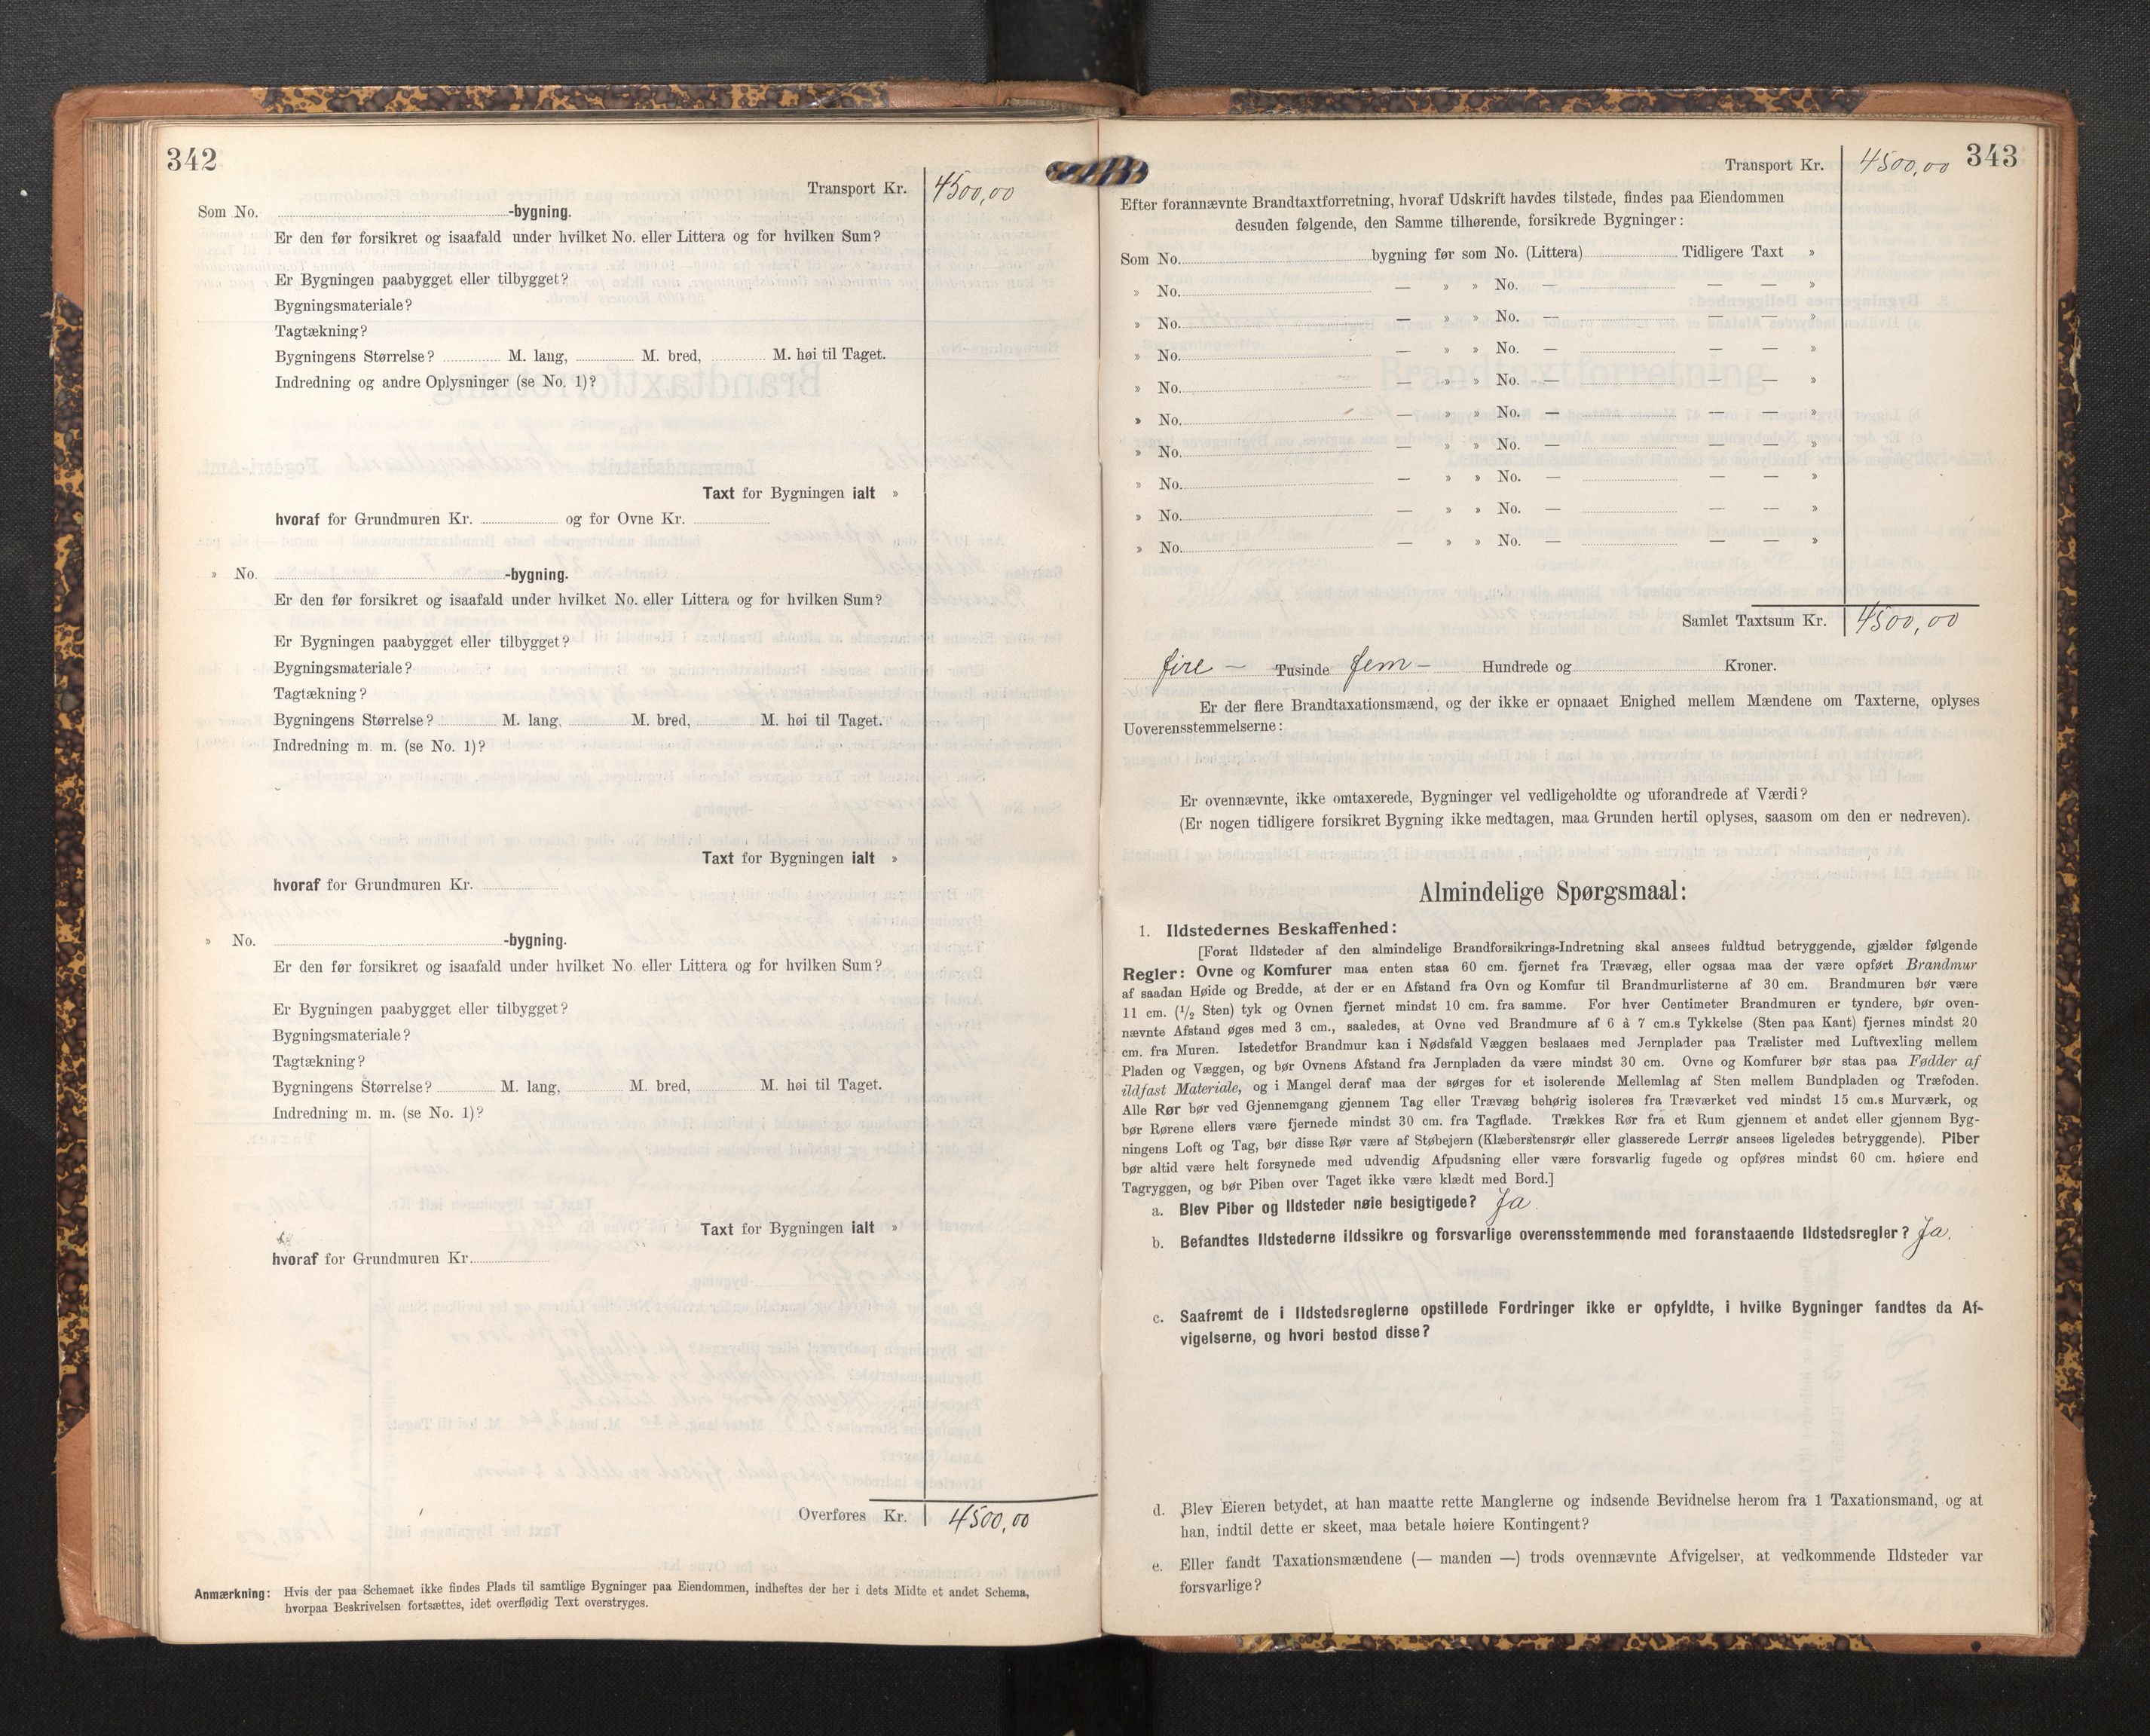 342
Transport Kr. 4500,00
Som No. -bygning.
Er den før forsikret og isaafald under hvilket No. eller Littera og for hvilken Sum?
Er Bygningen paabygget eller tilbygget?
Bygningsmateriale?
Tagtækning?
Bygningens Størrelse? M. lang, M. bred, M. høi til Taget.
Indredning og andre Oplysninger (se No. 1)?
Taxt for Bygningen ialt »
hvoraf for Grundmuren Kr. og for Ovne Kr.
» No. -bygning.
Er den før forsikret og isaafald under hvilket No. eller Littera og for hvilken Sum?
Er Bygningen paabygget eller tilbygget?
Bygningsmateriale?
Tagtækning?
Bygningens Størrelse? M. lang, M. bred, M. høi til Taget.
Indredning m. m. (se No. 1)?
Taxt for Bygningen ialt »
hvoraf for Grundmuren Kr.
» No. -bygning.
Er den før forsikret og isaafald under hvilket No. eller Littera og for hvilken Sum?
Er Bygningen paabygget eller tilbygget?
Bygningsmateriale?
Tagtækning?
Bygningens Størrelse? M. lang, M. bred, M. høi til Taget.
Indredning m. m. (se No. 1)?
Taxt for Bygningen ialt »
hvoraf for Grundmuren Kr.
Overføres Kr. 4500,00
Anmærkning: Hvis der paa Schemaet ikke findes Plads til samtlige Bygninger paa Eiendommen, indheftes der her i dets Midte et andet Schema,
hvorpaa Beskrivelsen fortsættes, idet overflødig Text overstryges.
343
Transport Kr. 4500,00
Efter forannævnte Brandtaxtforretning, hvoraf Udskrift havdes tilstede, findes paa Eiendommen
desuden følgende, den Samme tilhørende, forsikrede Bygninger:
Som No. bygning før som No. (Littera) Tidligere Taxt »
» No. — » » No. — — — »
» No. — » » No. — — — »
» No. — » » No. — — — »
» No. — » » No. — — — »
» No. — » » No. — — — »
» No. — » » No. — — — »
» No. — » » No. — — — »
» No. — » » No. — — — »
» No. — » » No. — — — »
Samlet Taxtsum Kr. 4500,00
fire — Tusinde fem — Hundrede og Kroner.
Er der flere Brandtaxationsmænd, og der ikke er opnaaet Enighed mellem Mændene om Taxterne, oplyses
Uoverensstemmelserne:
Er ovennævnte, ikke omtaxerede, Bygninger vel vedligeholdte og uforandrede af Værdi?
(Er nogen tidligere forsikret Bygning ikke medtagen, maa Grunden hertil oplyses, saasom om den er nedreven).
Almindelige Spørgsmaal:
1. Ildstedernes Beskaffenhed:
[Forat Ildsteder af den almindelige Brandforsikrings-Indretning skal ansees fuldtud betryggende, gjælder følgende
Regler: Ovne og Komfurer maa enten staa 60 cm. fjernet fra Trævæg, eller ogsaa maa der være opført Brandmur
af saadan Høide og Bredde, at der er en Afstand fra Ovn og Komfur til Brandmurlisterne af 30 cm. Brandmuren bør være
11 cm. (1/2 Sten) tyk og Ovnen fjernet mindst 10 cm. fra samme. For hver Centimeter Brandmuren er tyndere, bør oven-
nævnte Afstand øges med 3 cm., saaledes, at Ovne ved Brandmure af 6 à 7 cm.s Tykkelse (Sten paa Kant) fjernes mindst 20
cm. fra Muren. Istedetfor Brandmur kan i Nødsfald Væggen beslaaes med Jernplader paa Trælister med Luftvexling mellem
Pladen og Væggen, og bør Ovnens Afstand fra Jernpladen da være mindst 30 cm. Ovne og Komfurer bør staa paa Fødder af
ildfast Materiale, og i Mangel deraf maa der sørges for et isolerende Mellemlag af Sten mellem Bundpladen og Træfoden.
Alle Rør bør ved Gjennemgang gjennem Tag eller Trævæg behørig isoleres fra Træværket ved mindst 15 cm.s Murværk, og
bør Rørene ellers være fjernede mindst 30 cm. fra Tagflade. Trækkes Rør fra et Rum gjennem et andet eller gjennem Byg-
ningens Loft og Tag, bør disse Rør være af Støbejern (Klæberstensrør eller glasserede Lerrør ansees ligeledes betryggende). Piber
bør altid være helt forsynede med udvendig Afpudsning eller være forsvarlig fugede og opføres mindst 60 cm. høiere end
Tagryggen, og bør Piben over Taget ikke være klædt med Bord.]
a. Blev Piber og Ildsteder nøie besigtigede? Ja.
b. Befandtes Ildstederne ildssikre og forsvarlige overensstemmende med foranstaaende Ildstedsregler? Ja.
c. Saafremt de i Ildstedsreglerne opstillede Fordringer ikke er opfyldte, i hvilke Bygninger fandtes da Af-
vigelserne, og hvori bestod disse?
d. Blev Eieren betydet, at han maatte rette Manglerne og indsende Bevidnelse herom fra 1 Taxationsmand, og at
han, indtil dette er skeet, maa betale høiere Kontingent?
e. Eller fandt Taxationsmændene (— manden —) trods ovennævnte Afvigelser, at vedkommende Ildsteder var
forsvarlige?